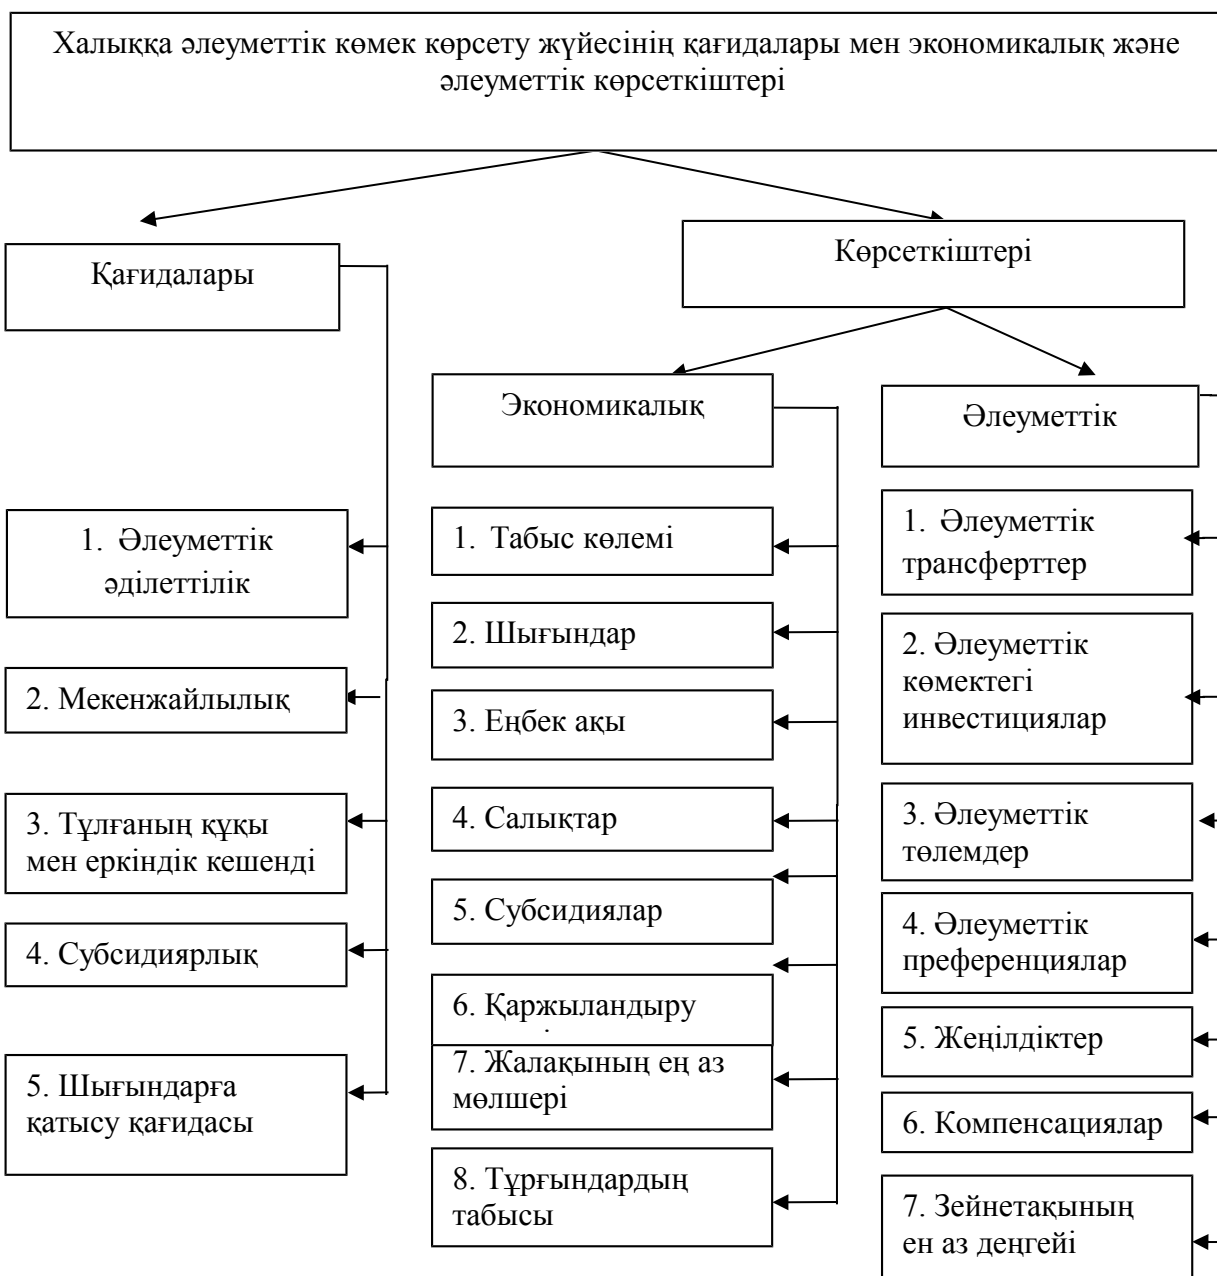 Халыққа әлеуметтік көмек көрсету жүйесінің қағидалары мен экономикалық және
әлеуметтік көрсеткіштері
Қағидалары
Көрсеткіштері
Экономикалық
Әлеуметтік
1. Әлеуметтік
әділеттілік
2. Мекенжайлылық
3. Тұлғаның құқы
мен еркіндік кешенді
4. Субсидиярлық
5. Шығындарға
қатысу қағидасы
1. Табыс көлемі
2. Шығындар
3. Еңбек ақы
4. Салықтар
5. Субсидиялар
6. Қаржыландыру
7. Жалақының ең аз
мөлшері
8. Тұрғындардың
табысы
1. Әлеуметтік
трансферттер
2. Әлеуметтік
көмектегі
инвестициялар
3. Әлеуметтік
төлемдер
4. Әлеуметтік
преференциялар
5. Жеңілдіктер
6. Компенсациялар
7. Зейнетақының
ен аз деңгейі